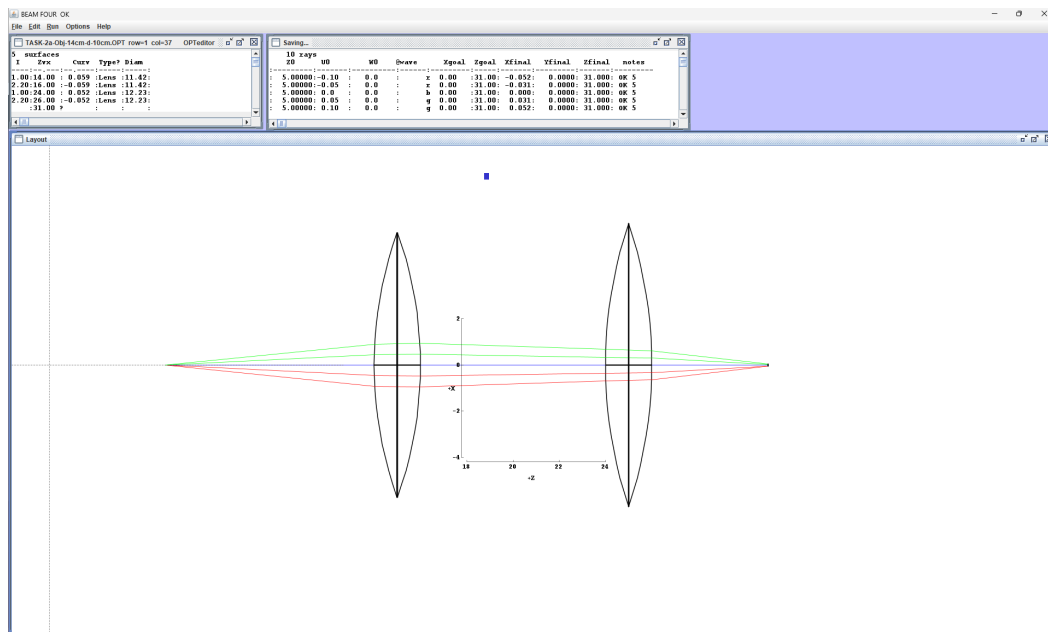 BEAM FOUR OK
File Edit Run Options Help
TASK-2a-Obj-14cm-d-10cm.OPT row=1 col=37 OPTeditor
5 surfaces
I Zvx Curv Type? Diam
-----:-----:--.----:-----:-----:
1.00:14.00 : 0.059 :Lens :11.42:
2.20:16.00 :-0.059 :Lens :11.42:
1.00:24.00 : 0.052 :Lens :12.23:
2.20:26.00 :-0.052 :Lens :12.23:
:31.00 ? : : :
Saving...
10 rays
Z0 U0 W0 @wave Xgoal Zgoal Xfinal Yfinal Zfinal notes
: 5.00000:-0.10 : 0.0 : r 0.00 :31.00: -0.052: 0.0000: 31.000: OK 5
: 5.00000:-0.05 : 0.0 : r 0.00 :31.00: -0.031: 0.0000: 31.000: OK 5
: 5.00000: 0.0 : 0.0 : b 0.00 :31.00: 0.000: 0.0000: 31.000: OK 5
: 5.00000: 0.05 : 0.0 : g 0.00 :31.00: 0.031: 0.0000: 31.000: OK 5
: 5.00000: 0.10 : 0.0 : g 0.00 :31.00: 0.052: 0.0000: 31.000: OK 5
Layout
2
0
+X
-2
-4
18 20 22 24
+Z